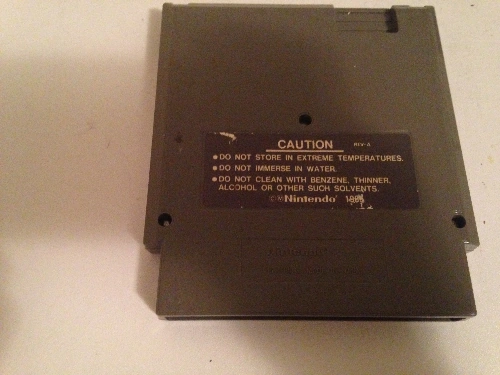 CAUTION REV-A
●DO NOT STORE IN EXTREME TEMPERATURES.
●DO NOT IMMERSE IN WATER.
●DO NOT CLEAN WITH BENZENE, THINNER,
ALCOHOL OR OTHER SUCH SOLVENTS.
Nintendo